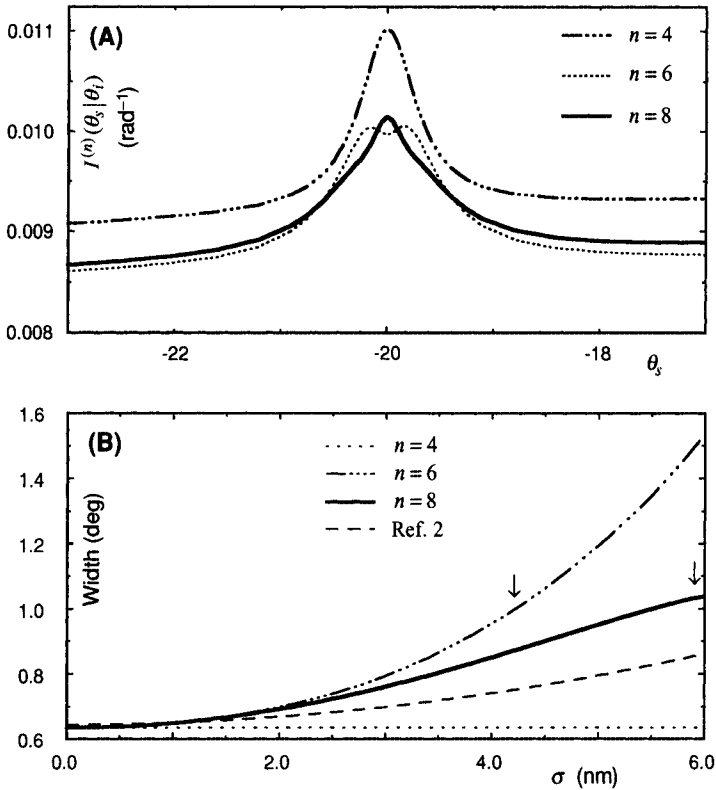 (A)
I⁽ⁿ⁾(θₛ|θᵢ)
(rad⁻¹)
0.011
0.010
0.009
0.008
n = 4
n = 6
n = 8
-22
-20
-18
θₛ
(B)
Width (deg)
1.6
1.4
1.2
1.0
0.8
0.6
n = 4
n = 6
n = 8
Ref. 2
0.0
2.0
4.0
6.0
σ (nm)